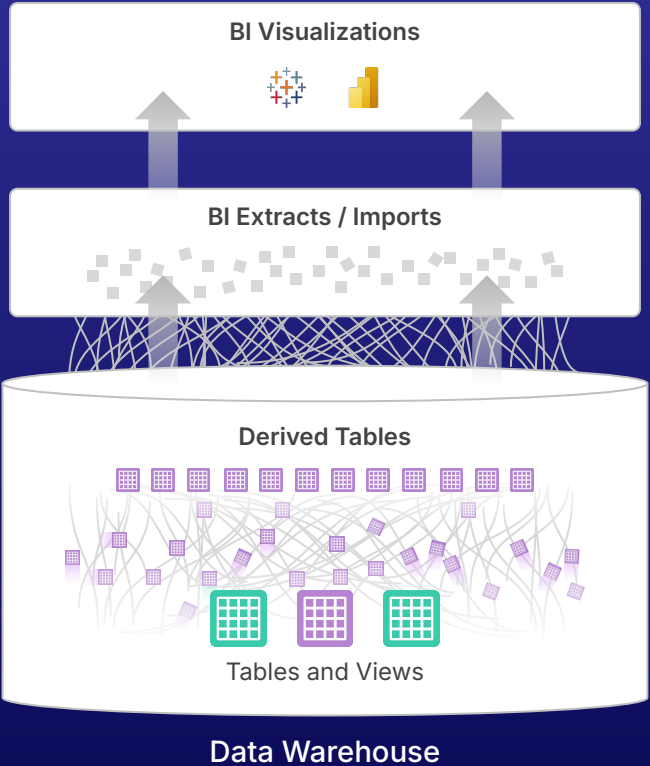 BI Visualizations
BI Extracts / Imports
Derived Tables
Tables and Views
Data Warehouse